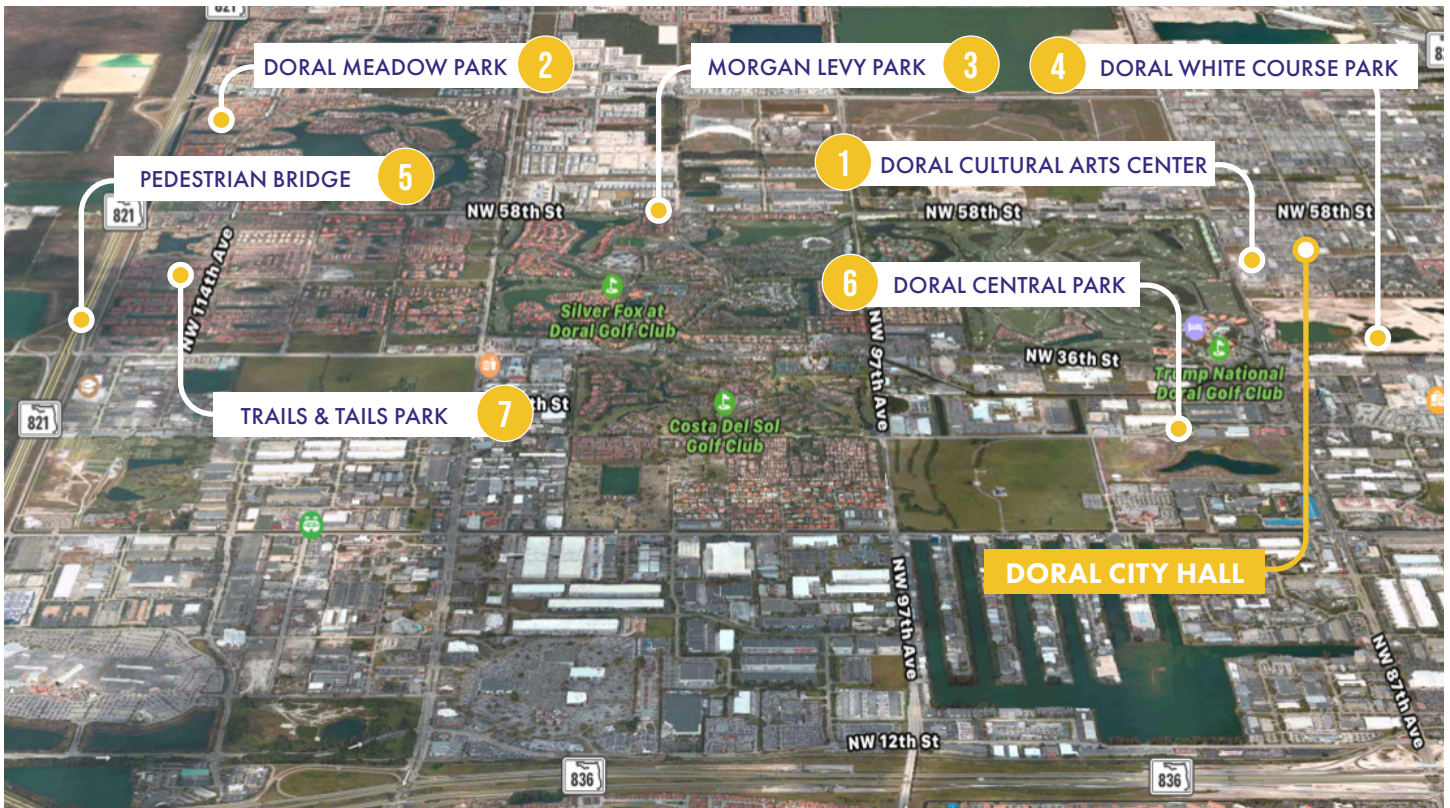 821
DORAL MEADOW PARK 2
MORGAN LEVY PARK 3
4 DORAL WHITE COURSE PARK
1 DORAL CULTURAL ARTS CENTER
PEDESTRIAN BRIDGE 5
821
NW 58th St
NW 58th St
NW 58th St
NW 114th Ave
6 DORAL CENTRAL PARK
Silver Fox at
Doral Golf Club
NW 97th Ave
NW 36th St
Trump National
Doral Golf Club
821
TRAILS & TAILS PARK 7
th St
Costa Del Sol
Golf Club
DORAL CITY HALL
NW 97th Ave
NW 87th Ave
NW 12th St
836
836